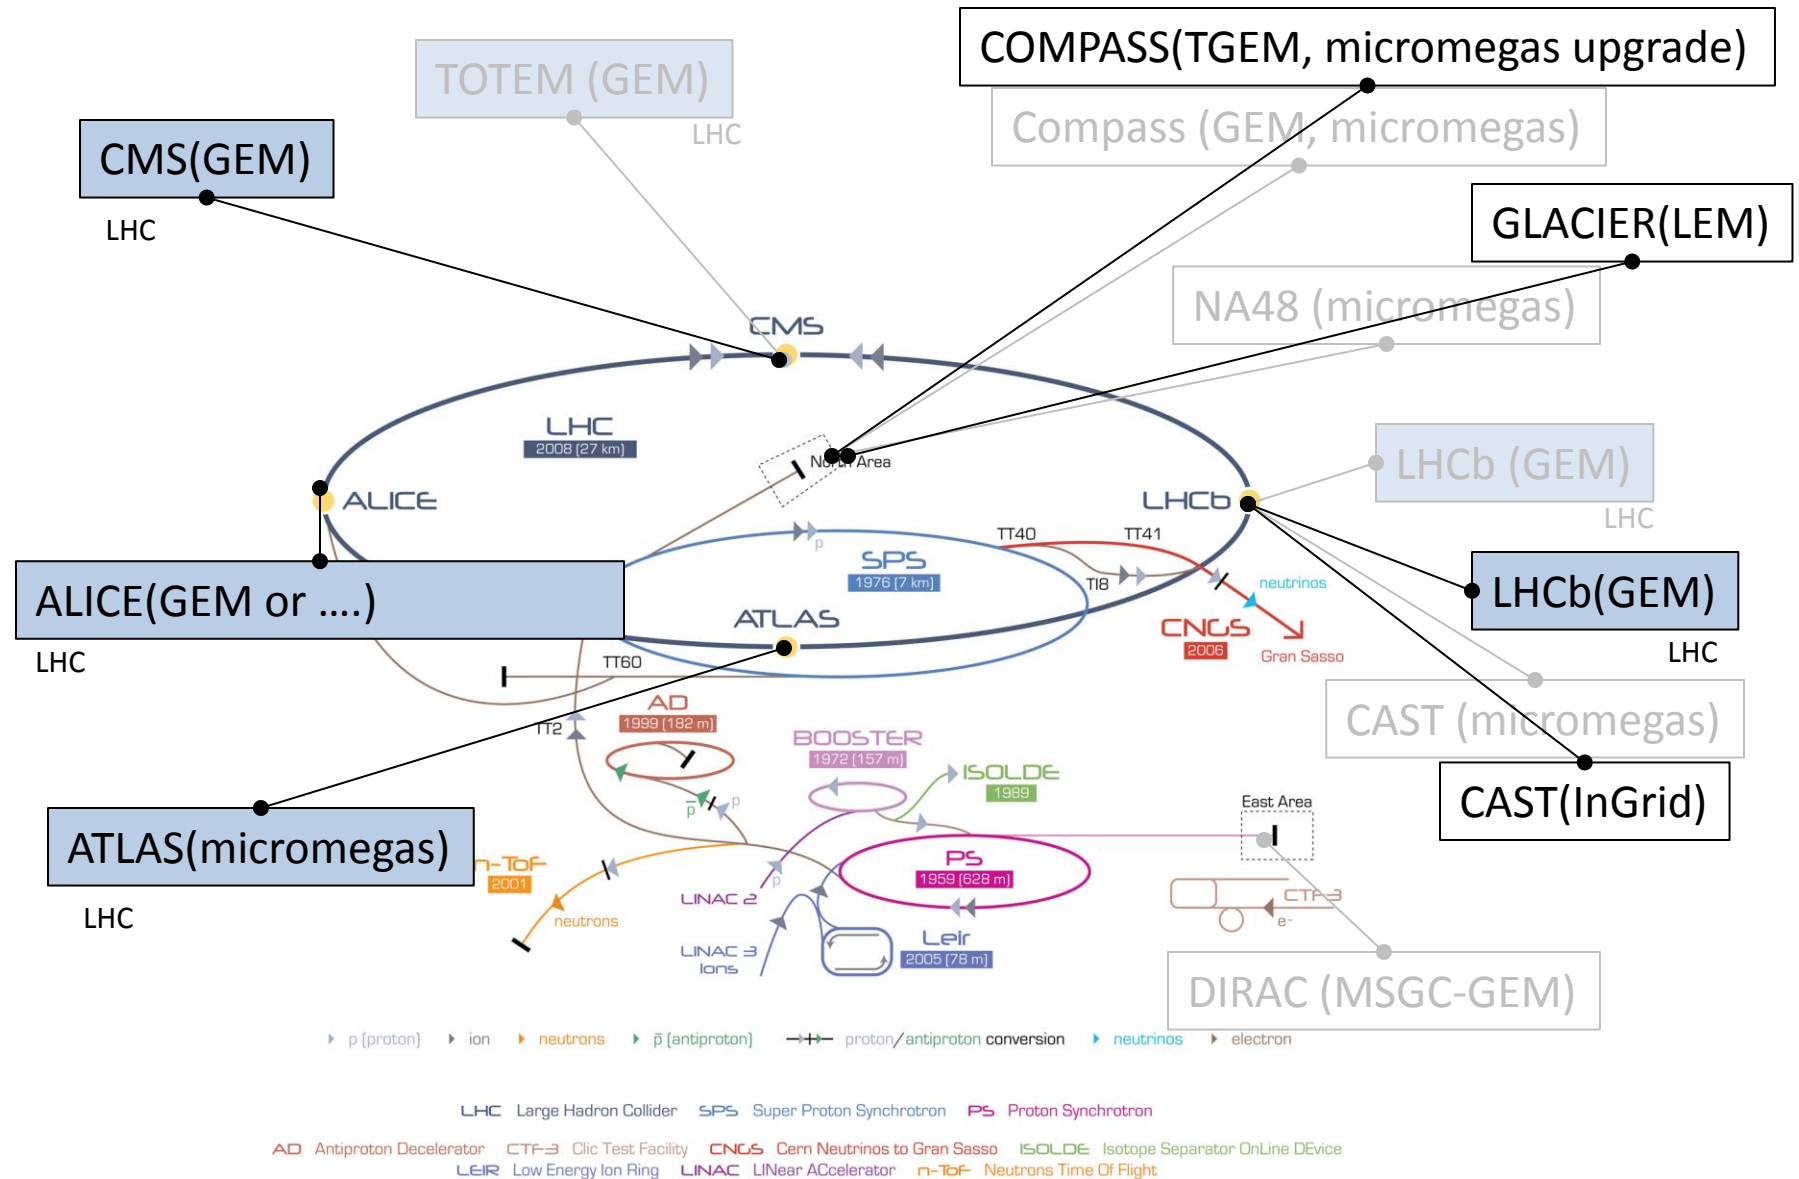 COMPASS(TGEM, micromegas upgrade)
TOTEM (GEM)
LHC
Compass (GEM, micromegas)
CMS(GEM)
LHC
GLACIER(LEM)
NA48 (micromegas)
CMS
LHC
2008 (27 km)
North Area
LHCb (GEM)
LHC
ALICE
LHCb
TT40
TT41
p
SPS
1976 (7 km)
TI8
neutrinos
LHCb(GEM)
LHC
ALICE(GEM or ....)
LHC
ATLAS
CNGS
2006
Gran Sasso
TT60
CAST (micromegas)
AD
1999 (182 m)
TT2
BOOSTER
1972 (157 m)
ISOLDE
1989
CAST(InGrid)
p̄
p
East Area
ATLAS(micromegas)
LHC
n-ToF
2001
neutrons
PS
1959 (628 m)
p
LINAC 2
CTF-3
e-
LINAC 3
Ions
Leir
2005 (78 m)
DIRAC (MSGC-GEM)
p (proton) ion neutrons p̄ (antiproton) proton/antiproton conversion neutrinos electron
LHC Large Hadron Collider SPS Super Proton Synchrotron PS Proton Synchrotron
AD Antiproton Decelerator CTF-3 Clic Test Facility CNGS Cern Neutrinos to Gran Sasso ISOLDE Isotope Separator OnLine DEvice
LEIR Low Energy Ion Ring LINAC LINear ACcelerator n-ToF Neutrons Time Of Flight